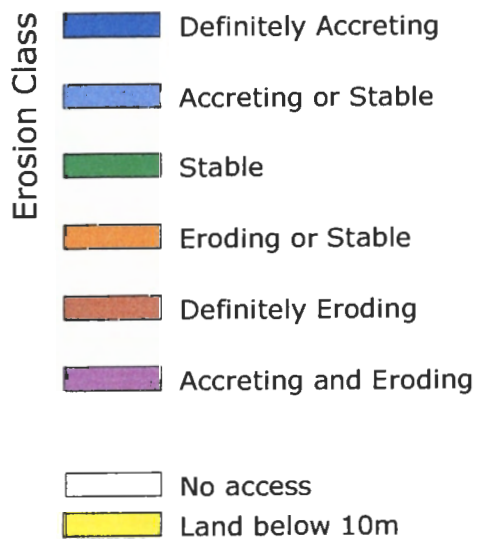 Erosion Class
Definitely Accreting
Accreting or Stable
Stable
Eroding or Stable
Definitely Eroding
Accreting and Eroding
No access
Land below 10m